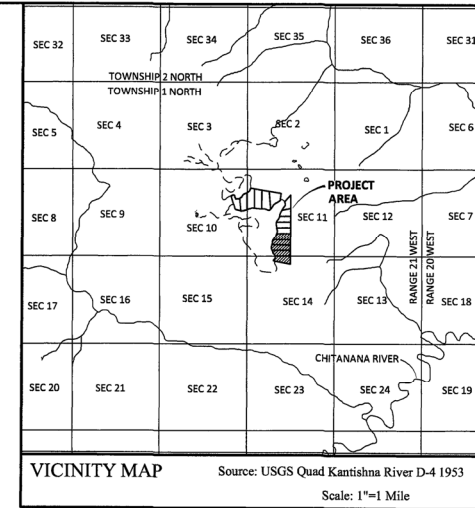 SEC 32
SEC 33
SEC 34
SEC 35
SEC 36
SEC 31
TOWNSHIP 2 NORTH
TOWNSHIP 1 NORTH
SEC 5
SEC 4
SEC 3
SEC 2
SEC 1
SEC 6
PROJECT
AREA
SEC 8
SEC 9
SEC 10
SEC 11
SEC 12
SEC 7
RANGE 21 WEST
RANGE 20 WEST
SEC 17
SEC 16
SEC 15
SEC 14
SEC 13
SEC 18
CHITANANA RIVER
SEC 20
SEC 21
SEC 22
SEC 23
SEC 24
SEC 19
VICINITY MAP
Source: USGS Quad Kantishna River D-4 1953
Scale: 1"=1 Mile